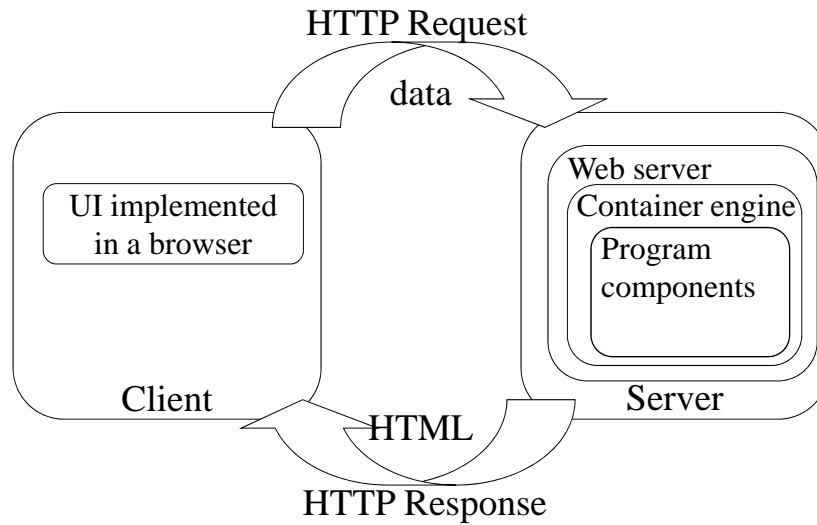 HTTP Request
data
UI implemented
in a browser
Client
Web server
Container engine
Program
components
Server
HTML
HTTP Response